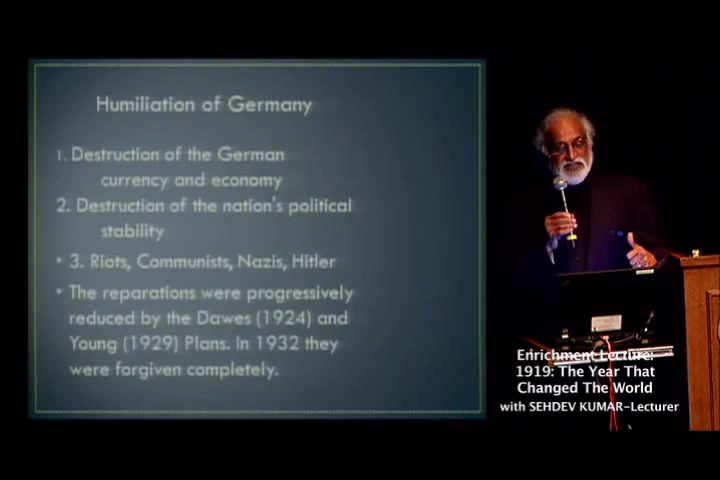 Humiliation of Germany
1. Destruction of the German
currency and economy
2. Destruction of the nation's political
stability
• 3. Riots, Communists, Nazis, Hitler
• The reparations were progressively
reduced by the Dawes (1924) and
Young (1929) Plans. In 1932 they
were forgiven completely.
Enrichment Lecture:
1919: The Year That
Changed The World
with SEHDEV KUMAR-Lecturer